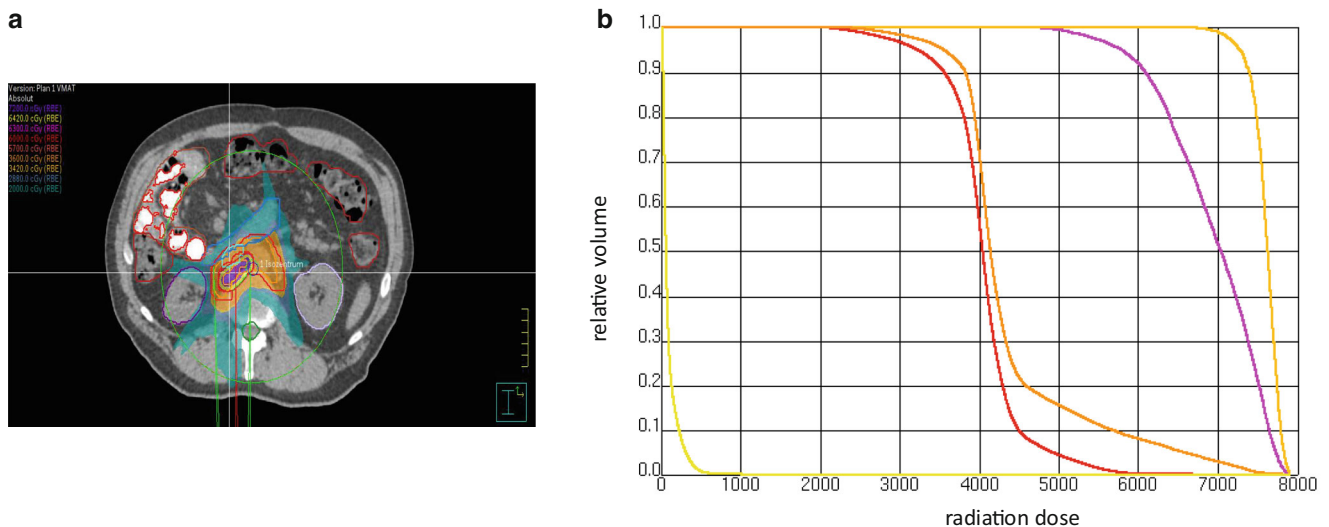 a
Version: Plan 1 VMAT
Absolut
7200.0 cGy (RBE)
6420.0 cGy (RBE)
6300.0 cGy (RBE)
6000.0 cGy (RBE)
5700.0 cGy (RBE)
3600.0 cGy (RBE)
3420.0 cGy (RBE)
2880.0 cGy (RBE)
2000.0 cGy (RBE)
1 Isozentrum
b
relative volume
1.0
0.9
0.8
0.7
0.6
0.5
0.4
0.3
0.2
0.1
0.0
0 1000 2000 3000 4000 5000 6000 7000 8000
radiation dose